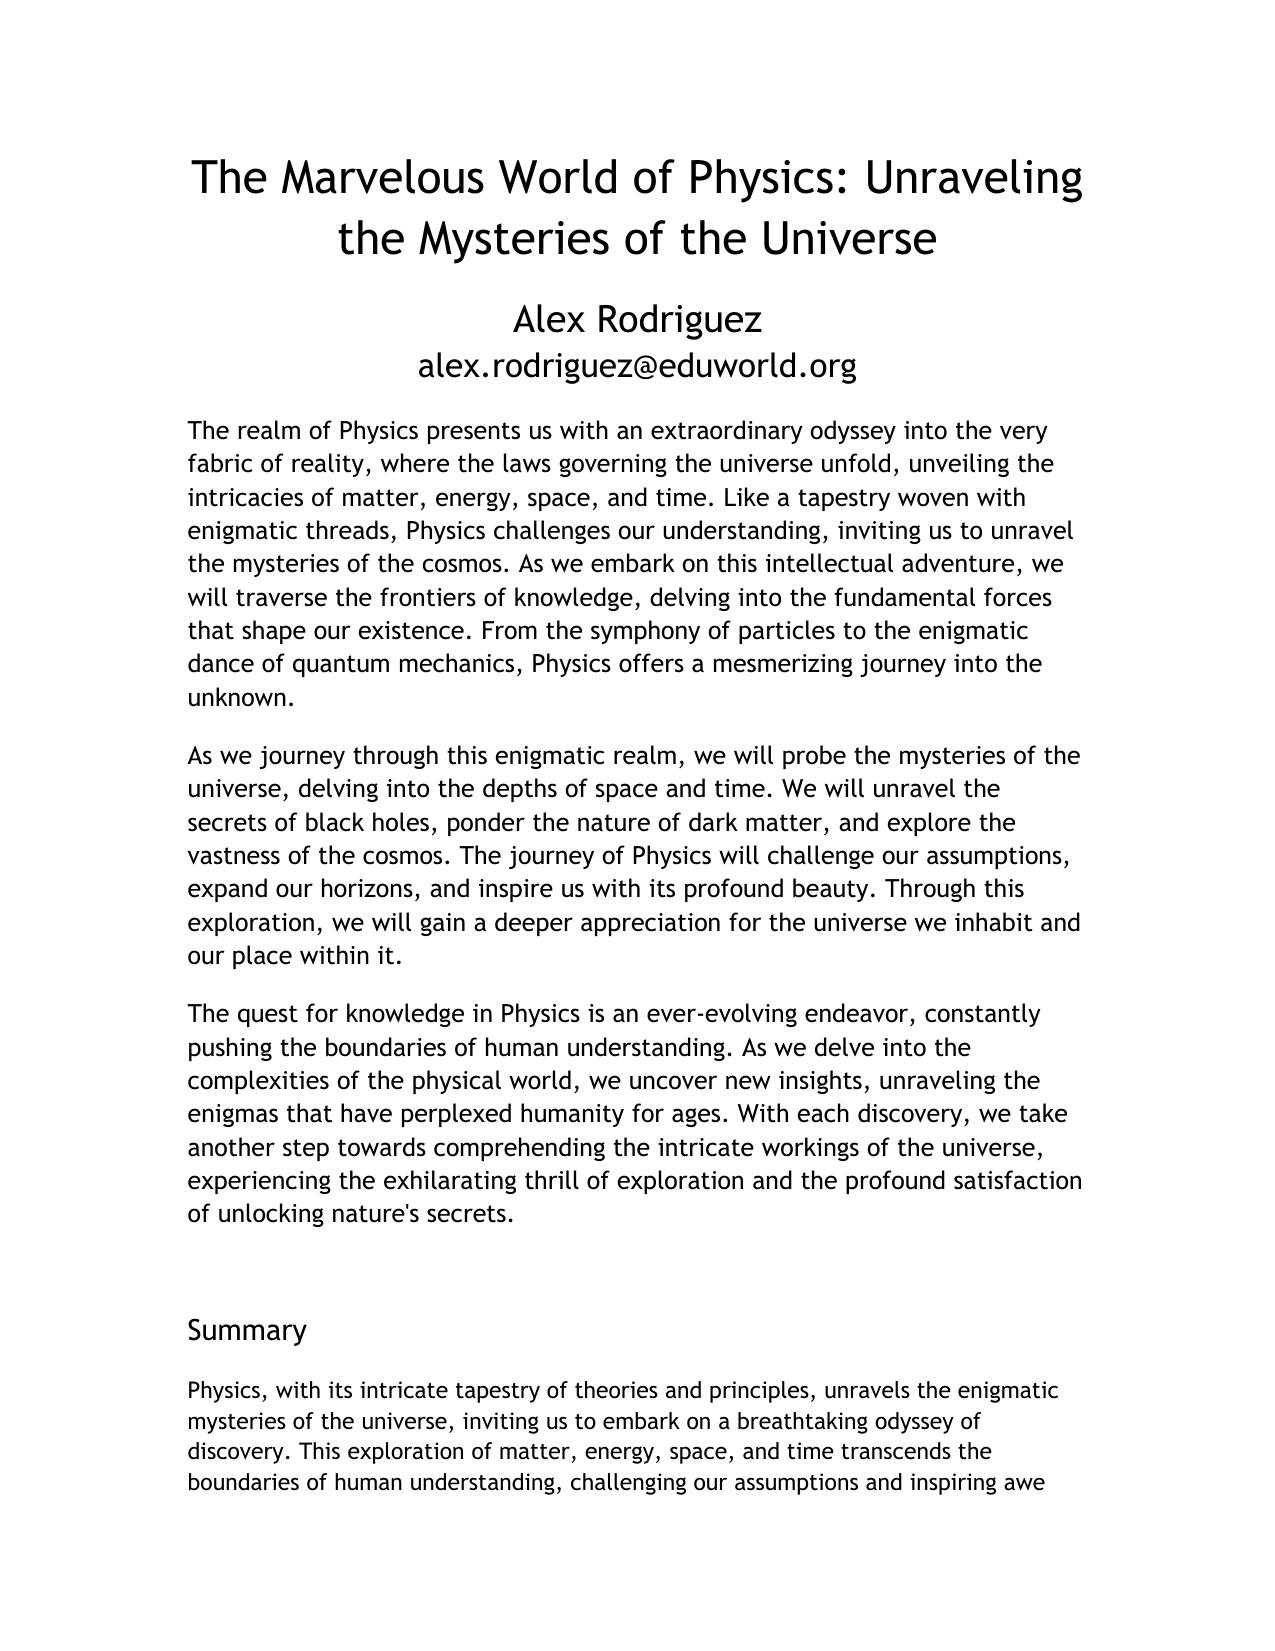 The Marvelous World of Physics: Unraveling
the Mysteries of the Universe
Alex Rodriguez
alex.rodriguez@eduworld.org
The realm of Physics presents us with an extraordinary odyssey into the very
fabric of reality, where the laws governing the universe unfold, unveiling the
intricacies of matter, energy, space, and time. Like a tapestry woven with
enigmatic threads, Physics challenges our understanding, inviting us to unravel
the mysteries of the cosmos. As we embark on this intellectual adventure, we
will traverse the frontiers of knowledge, delving into the fundamental forces
that shape our existence. From the symphony of particles to the enigmatic
dance of quantum mechanics, Physics offers a mesmerizing journey into the
unknown.
As we journey through this enigmatic realm, we will probe the mysteries of the
universe, delving into the depths of space and time. We will unravel the
secrets of black holes, ponder the nature of dark matter, and explore the
vastness of the cosmos. The journey of Physics will challenge our assumptions,
expand our horizons, and inspire us with its profound beauty. Through this
exploration, we will gain a deeper appreciation for the universe we inhabit and
our place within it.
The quest for knowledge in Physics is an ever-evolving endeavor, constantly
pushing the boundaries of human understanding. As we delve into the
complexities of the physical world, we uncover new insights, unraveling the
enigmas that have perplexed humanity for ages. With each discovery, we take
another step towards comprehending the intricate workings of the universe,
experiencing the exhilarating thrill of exploration and the profound satisfaction
of unlocking nature's secrets.
Summary
Physics, with its intricate tapestry of theories and principles, unravels the enigmatic
mysteries of the universe, inviting us to embark on a breathtaking odyssey of
discovery. This exploration of matter, energy, space, and time transcends the
boundaries of human understanding, challenging our assumptions and inspiring awe